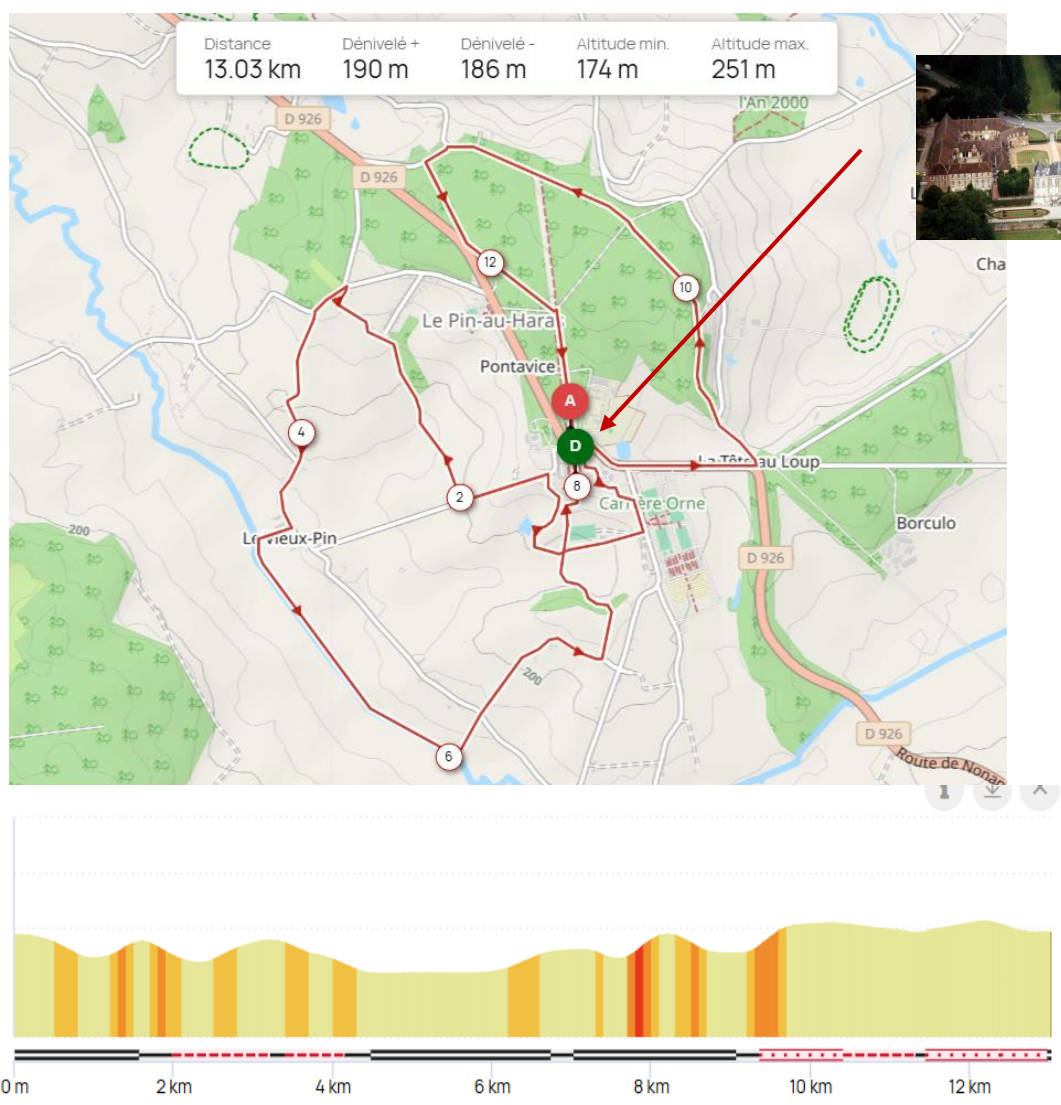 Distance Dénivelé + Dénivelé - Altitude min. Altitude max.
13.03 km 190 m 186 m 174 m 251 m
l'An 2000
D 926
D 926
Cha
12
10
Le Pin-au-Haras
Pontavice
A
4
D
La Tête au Loup
2
8
Carrière Orne
Borculo
200
Le Vieux-Pin
D 926
200
D 926
6
Route de Nonan
0 m 2 km 4 km 6 km 8 km 10 km 12 km